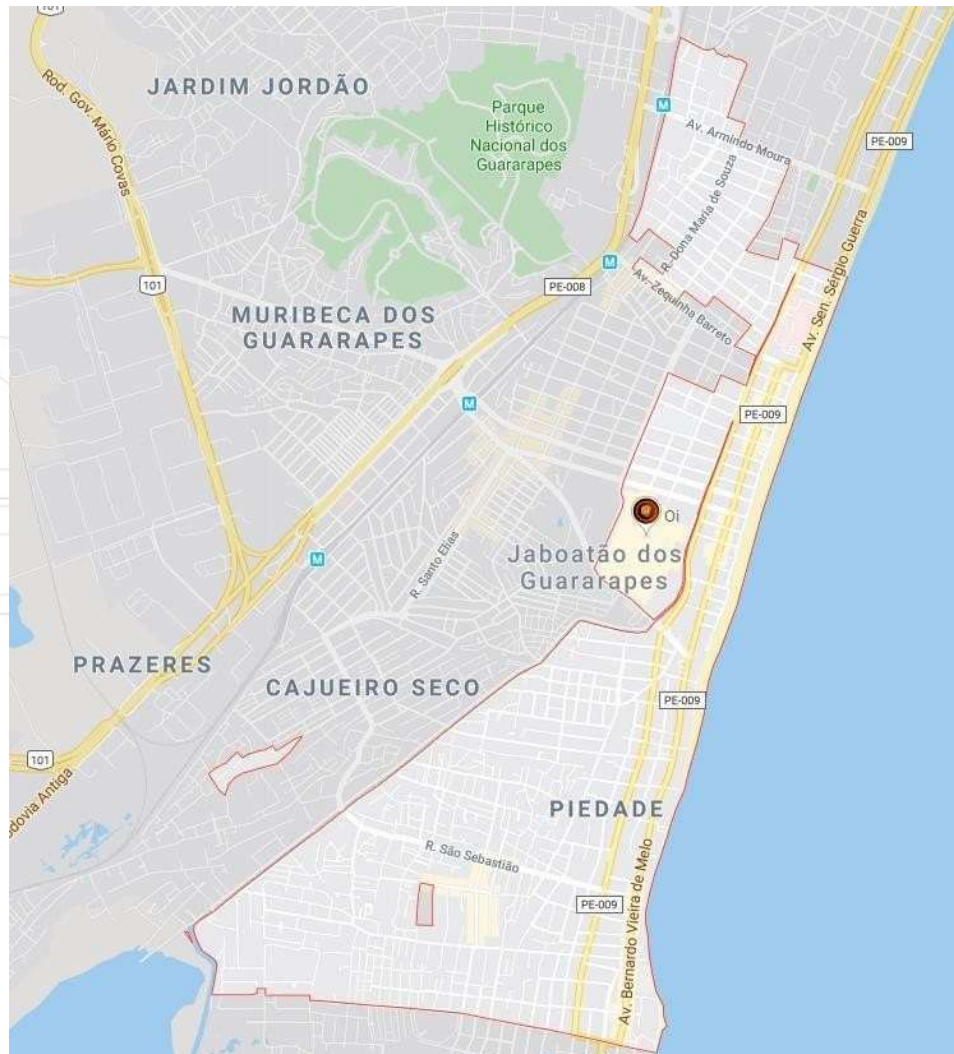 101
Rod. Gov. Mário Covas
JARDIM JORDÃO
Parque
Histórico
Nacional dos
Guararapes
M
Av. Armindo Moura
PE-009
R. Dona Maria de Souza
M
101
PE-008
Av. Zequinha Barreto
Av. Sen. Sérgio Guerra
MURIBECA DOS
GUARARAPES
M
PE-009
Oi
R. Santo Elias
Jaboatão dos
Guararapes
M
PRAZERES
CAJUEIRO SECO
PE-009
101
odovia Antiga
PIEDADE
R. São Sebastião
PE-009
Av. Bernardo Vieira de Melo